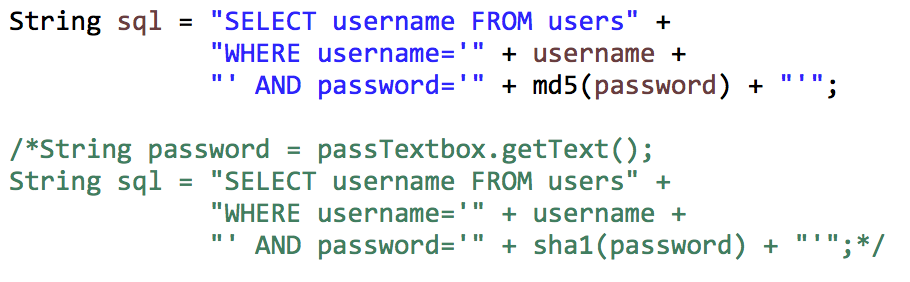 String sql = "SELECT username FROM users" +
"WHERE username='" + username +
"' AND password='" + md5(password) + "'";
/*String password = passTextbox.getText();
String sql = "SELECT username FROM users" +
"WHERE username='" + username +
"' AND password='" + sha1(password) + "'";*/